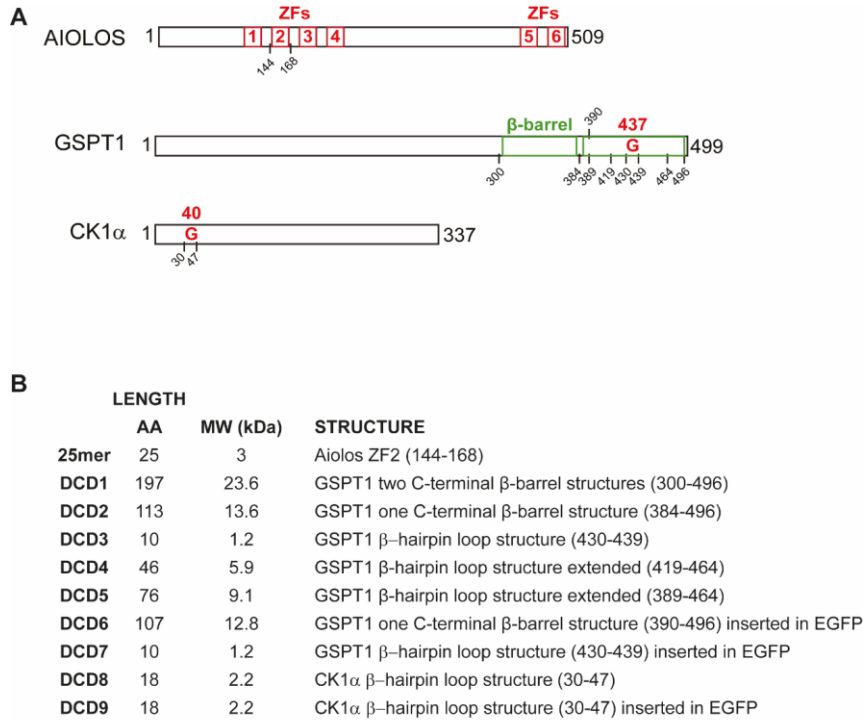 A
ZFs ZFs
AIOLOS 1 1 2 3 4 5 6 509
144 168
β-barrel 390 437
GSPT1 1 G 499
300 384 389 419 430 439 464 496
40
CK1α 1 G 337
30 47
B
LENGTH
AA MW (kDa) STRUCTURE
25mer 25 3 Aiolos ZF2 (144-168)
DCD1 197 23.6 GSPT1 two C-terminal β-barrel structures (300-496)
DCD2 113 13.6 GSPT1 one C-terminal β-barrel structure (384-496)
DCD3 10 1.2 GSPT1 β–hairpin loop structure (430-439)
DCD4 46 5.9 GSPT1 β-hairpin loop structure extended (419-464)
DCD5 76 9.1 GSPT1 β-hairpin loop structure extended (389-464)
DCD6 107 12.8 GSPT1 one C-terminal β-barrel structure (390-496) inserted in EGFP
DCD7 10 1.2 GSPT1 β–hairpin loop structure (430-439) inserted in EGFP
DCD8 18 2.2 CK1α β–hairpin loop structure (30-47)
DCD9 18 2.2 CK1α β–hairpin loop structure (30-47) inserted in EGFP